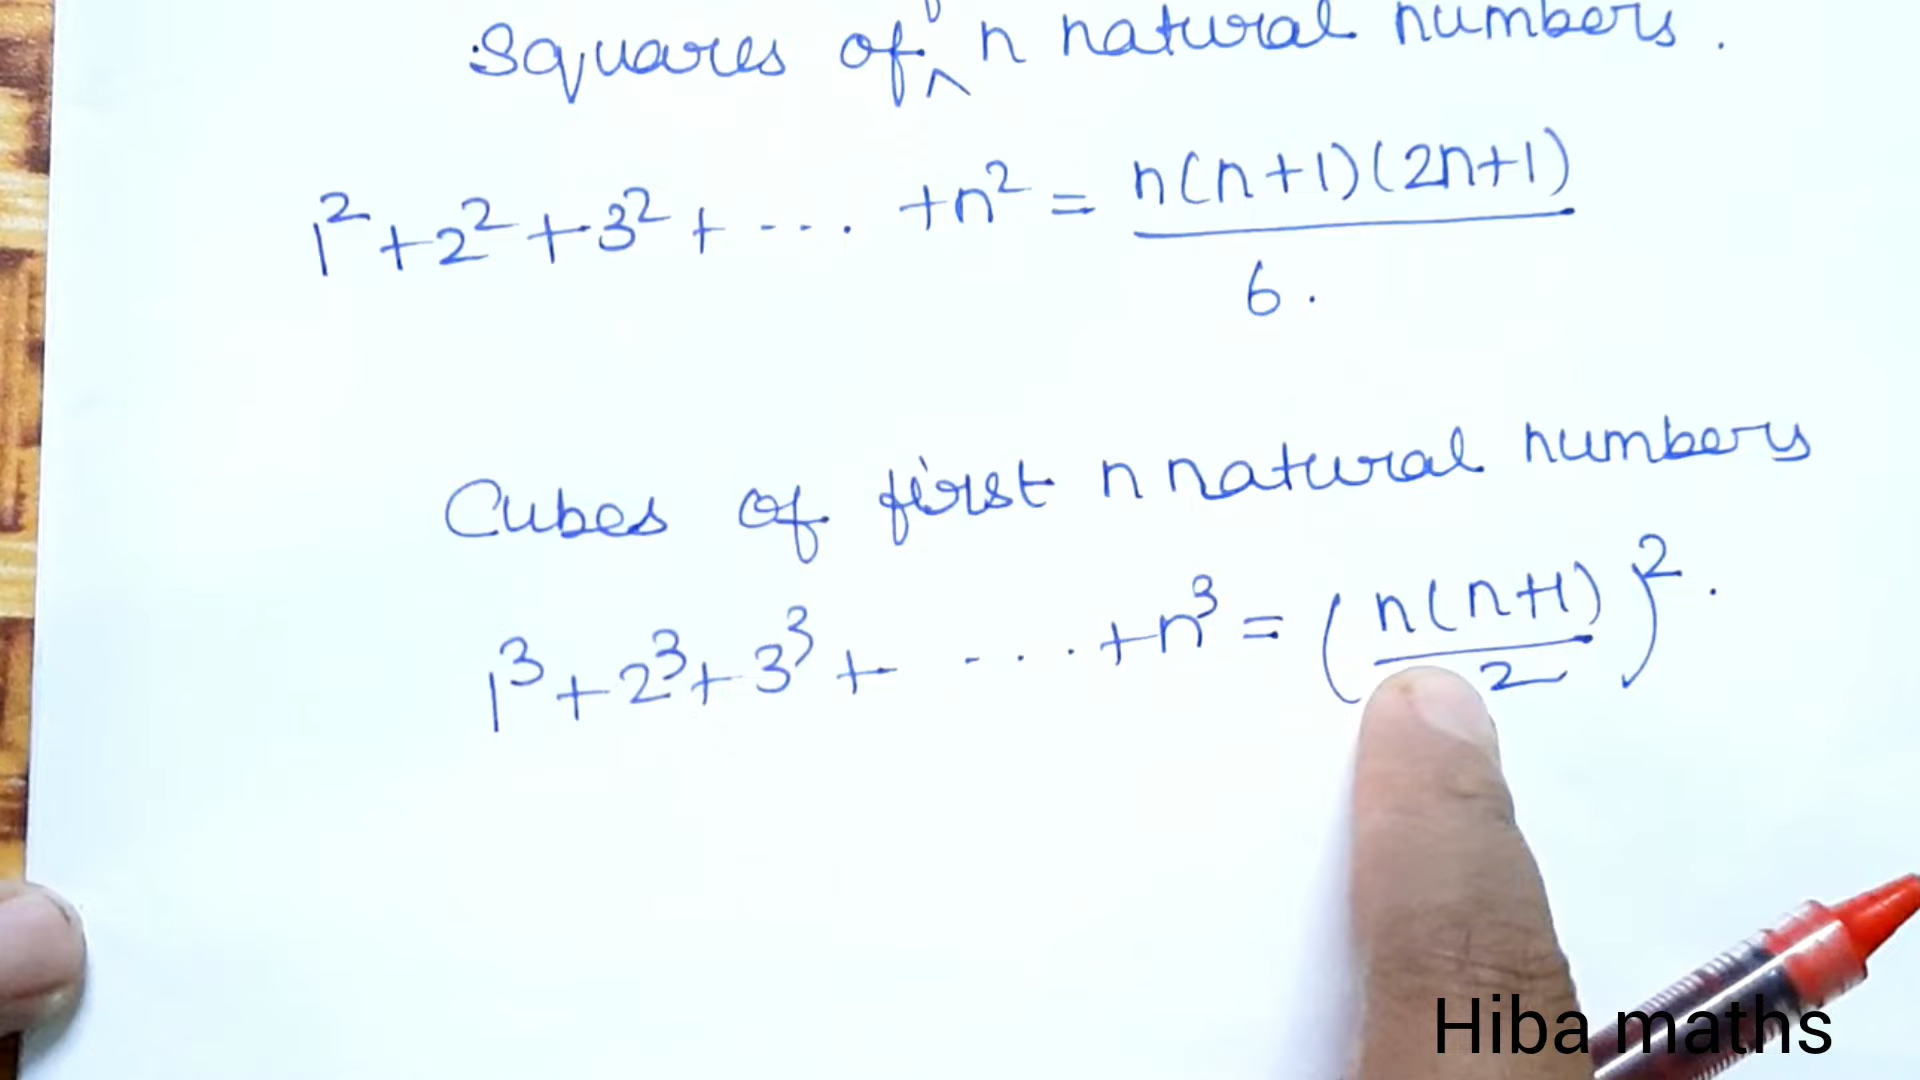 Squares of ^ n natural numbers.
1² + 2² + 3² + --.. + n² = n(n+1)(2n+1) / 6.
Cubes of first n natural numbers
1³ + 2³ + 3³ + .... + n³ = (n(n+1) / 2)².
Hiba maths